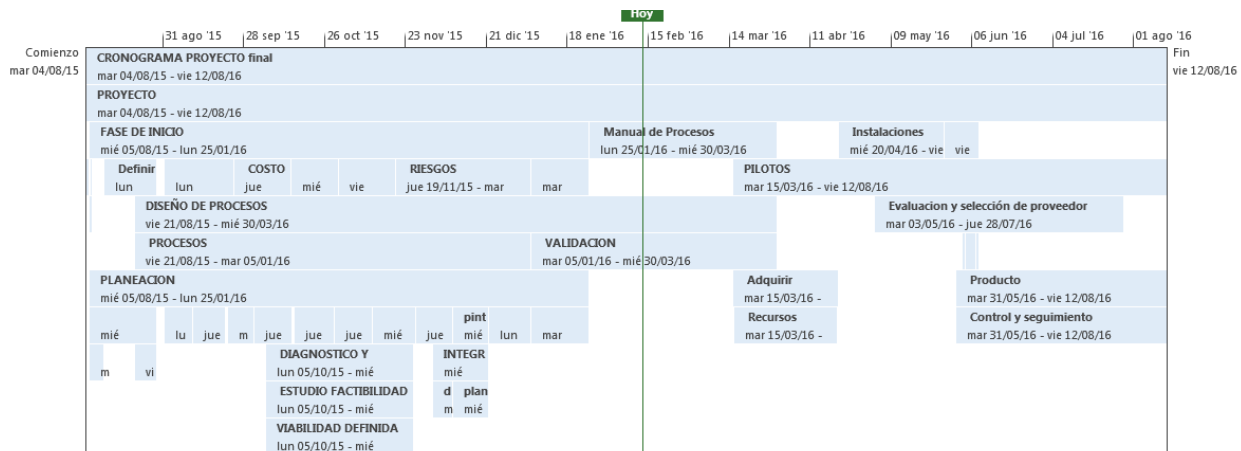 Hoy
31 ago '15 28 sep '15 26 oct '15 23 nov '15 21 dic '15 18 ene '16 15 feb '16 14 mar '16 11 abr '16 09 may '16 06 jun '16 04 jul '16 01 ago '16
Comienzo
mar 04/08/15
Fin
vie 12/08/16
CRONOGRAMA PROYECTO final
mar 04/08/15 - vie 12/08/16
PROYECTO
mar 04/08/15 - vie 12/08/16
FASE DE INICIO Manual de Procesos Instalaciones
mié 05/08/15 - lun 25/01/16 lun 25/01/16 - mié 30/03/16 mié 20/04/16 - vie vie
Definir COSTO RIESGOS PILOTOS
lun lun jue mié vie jue 19/11/15 - mar mar mar 15/03/16 - vie 12/08/16
DISEÑO DE PROCESOS Evaluacion y selección de proveedor
vie 21/08/15 - mié 30/03/16 mar 03/05/16 - jue 28/07/16
PROCESOS VALIDACION
vie 21/08/15 - mar 05/01/16 mar 05/01/16 - mié 30/03/16
PLANEACION Adquirir Producto
mié 05/08/15 - lun 25/01/16 mar 15/03/16 - mar 31/05/16 - vie 12/08/16
pint Recursos Control y seguimiento
mié lu jue m jue jue jue mié jue mié lun mar mar 15/03/16 - mar 31/05/16 - vie 12/08/16
DIAGNOSTICO Y INTEGR
m vi lun 05/10/15 - mié mié
ESTUDIO FACTIBILIDAD d plan
lun 05/10/15 - mié m mié
VIABILIDAD DEFINIDA
lun 05/10/15 - mié